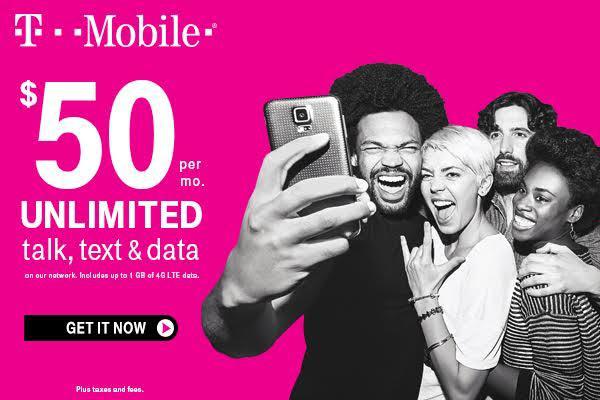 T··Mobile·®
$50 per mo.
UNLIMITED
talk, text & data
on our network. Includes up to 1 GB of 4G LTE data.
GET IT NOW
Plus taxes and fees.